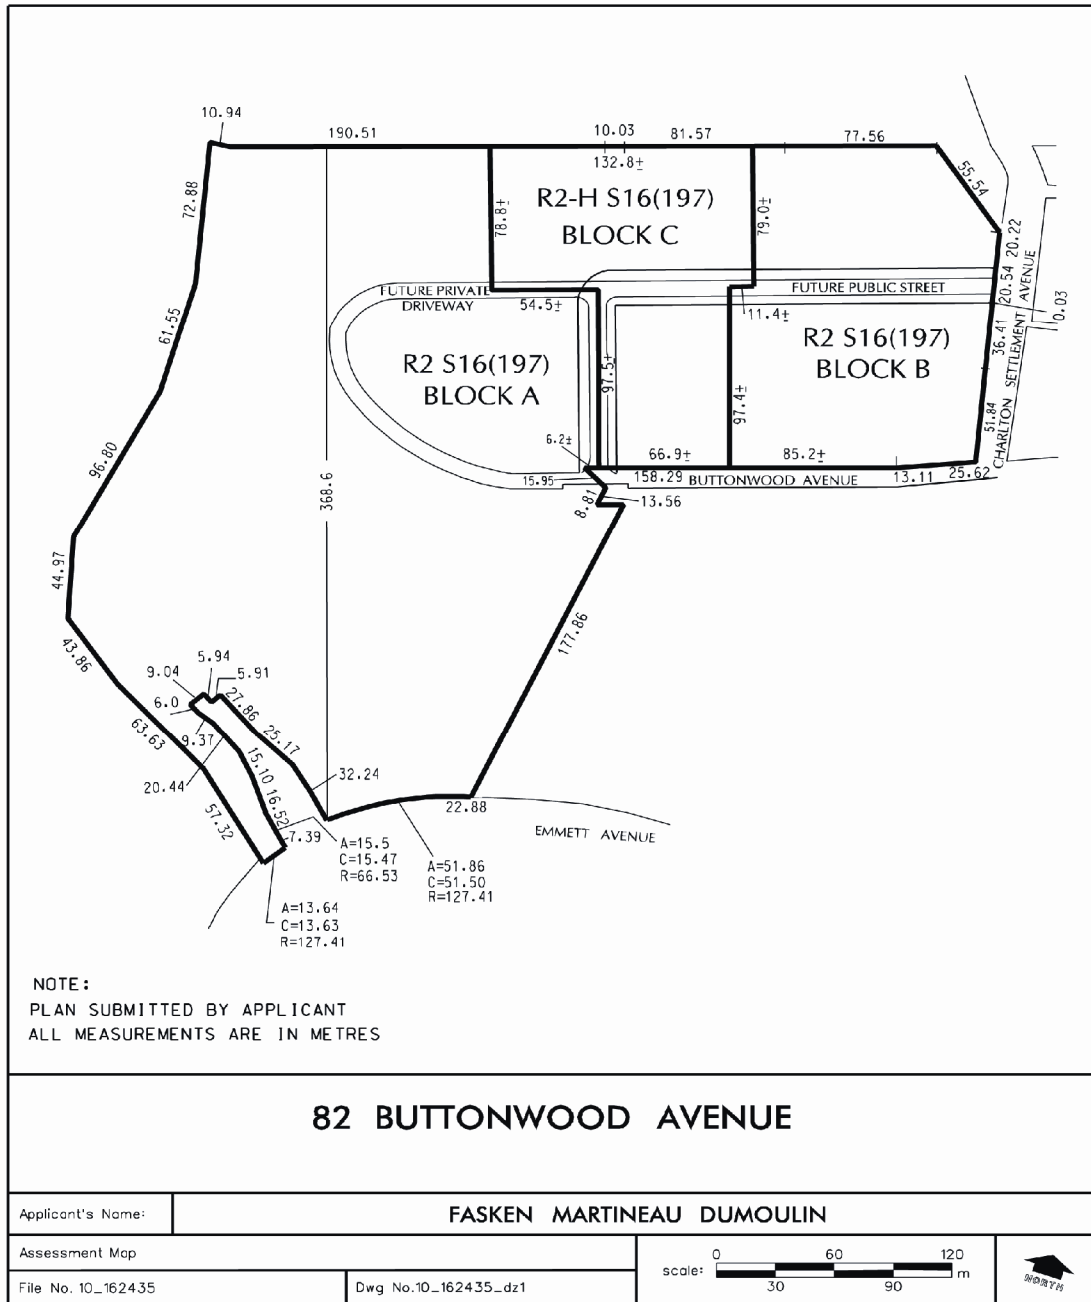 10.94
190.51
10.03
81.57
77.56
132.8±
55.54
72.88
78.8±
R2-H S16(197)
BLOCK C
79.0±
20.22
20.54
0.03
FUTURE PRIVATE
DRIVEWAY
54.5±
FUTURE PUBLIC STREET
11.4±
61.55
36.41
CHARLTON SETTLEMENT AVENUE
R2 S16(197)
BLOCK A
97.5±
R2 S16(197)
BLOCK B
97.4±
51.84
6.2±
66.9±
85.2±
96.80
368.6
15.95
158.29
BUTTONWOOD AVENUE
13.11
25.62
8.81
13.56
44.97
177.86
43.86
9.04
5.94
5.91
6.0
27.86
9.37
25.17
63.63
15.10
20.44
32.24
16.52
57.32
7.39
22.88
EMMETT AVENUE
A=15.5
C=15.47
R=66.53
A=51.86
C=51.50
R=127.41
A=13.64
C=13.63
R=127.41
NOTE:
PLAN SUBMITTED BY APPLICANT
ALL MEASUREMENTS ARE IN METRES
82 BUTTONWOOD AVENUE
Applicant's Name:
FASKEN MARTINEAU DUMOULIN
Assessment Map
File No. 10_162435
Dwg No.10_162435_dz1
scale:
0 60 120
m
30 90
NORTH